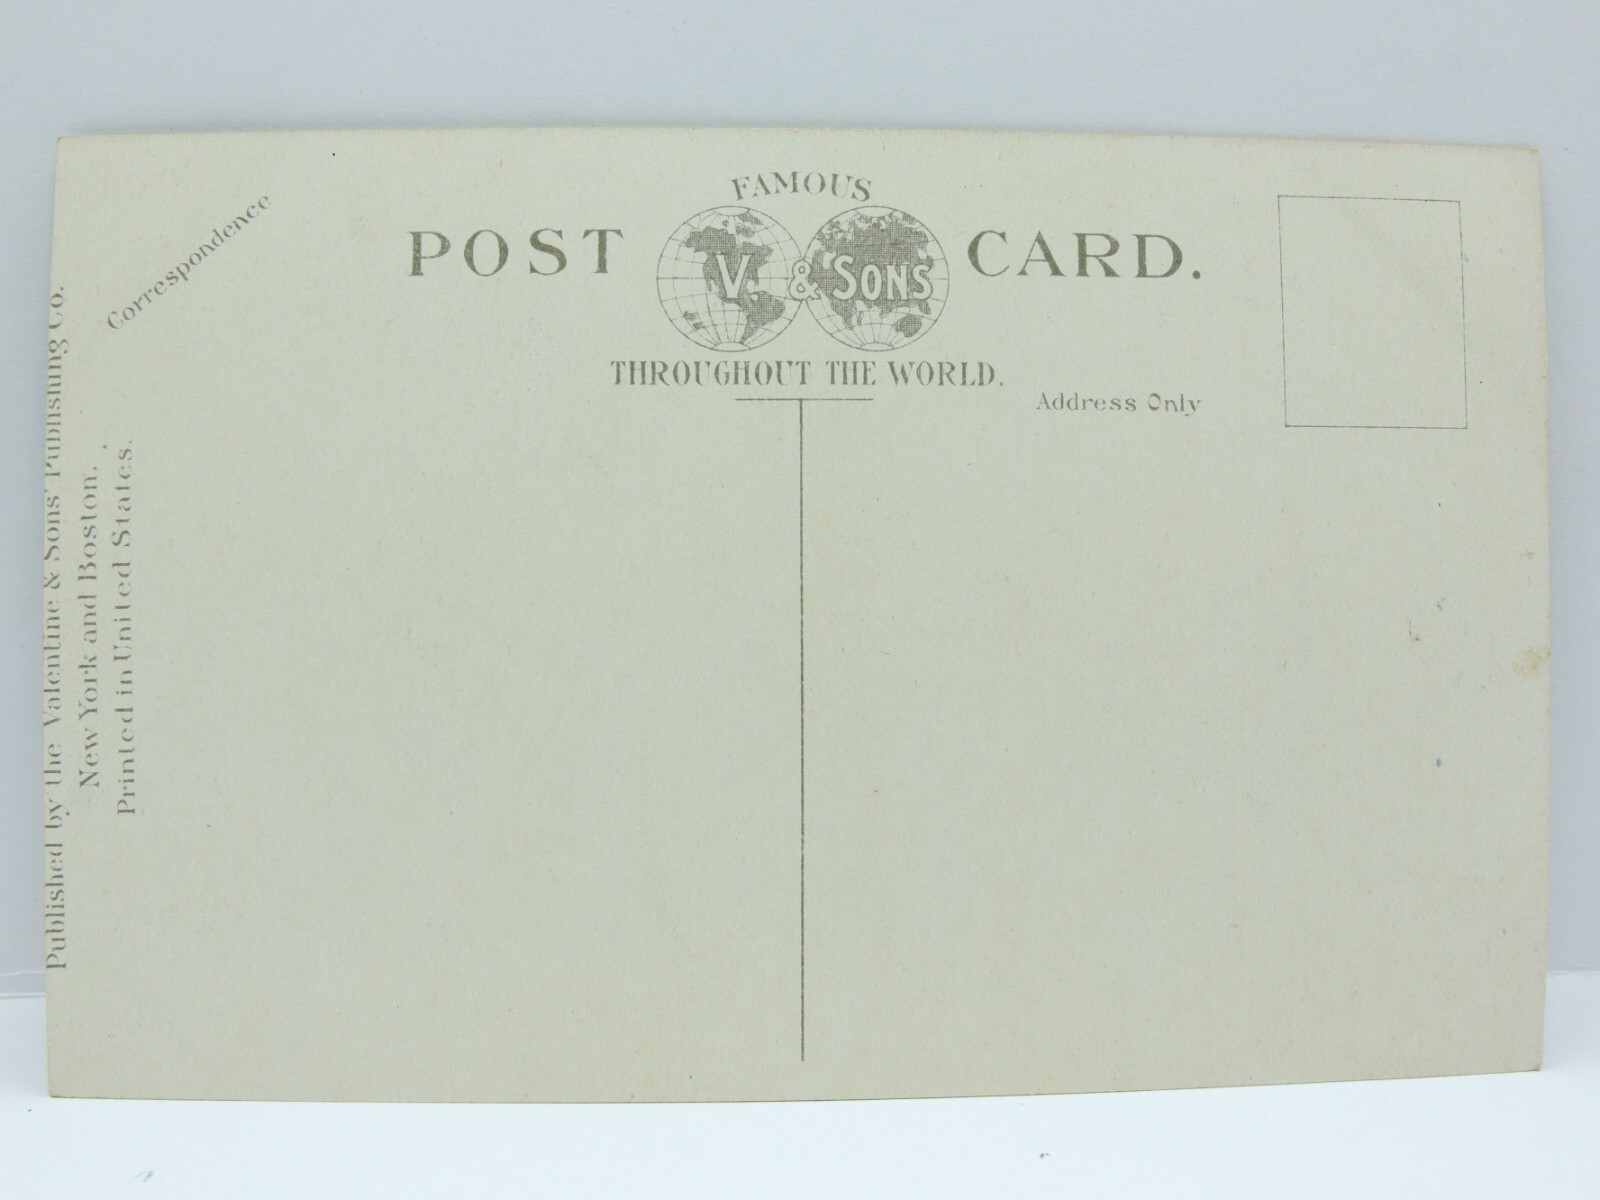 FAMOUS
POST V. & SONS CARD.
THROUGHOUT THE WORLD.
Correspondence
Address Only
Published by the Valentine & Sons' Publishing Co.
New York and Boston.
Printed in United States.